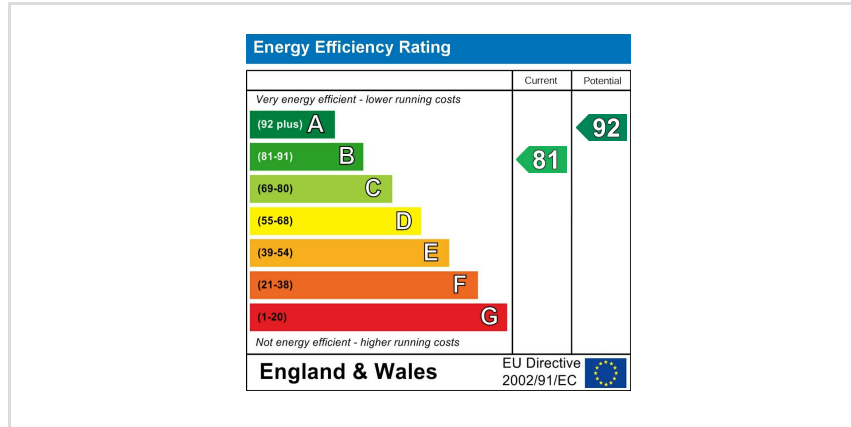 Energy Efficiency Rating
Current Potential
Very energy efficient - lower running costs
(92 plus) A
92
(81-91) B
81
(69-80) C
(55-68) D
(39-54) E
(21-38) F
(1-20) G
Not energy efficient - higher running costs
England & Wales
EU Directive
2002/91/EC